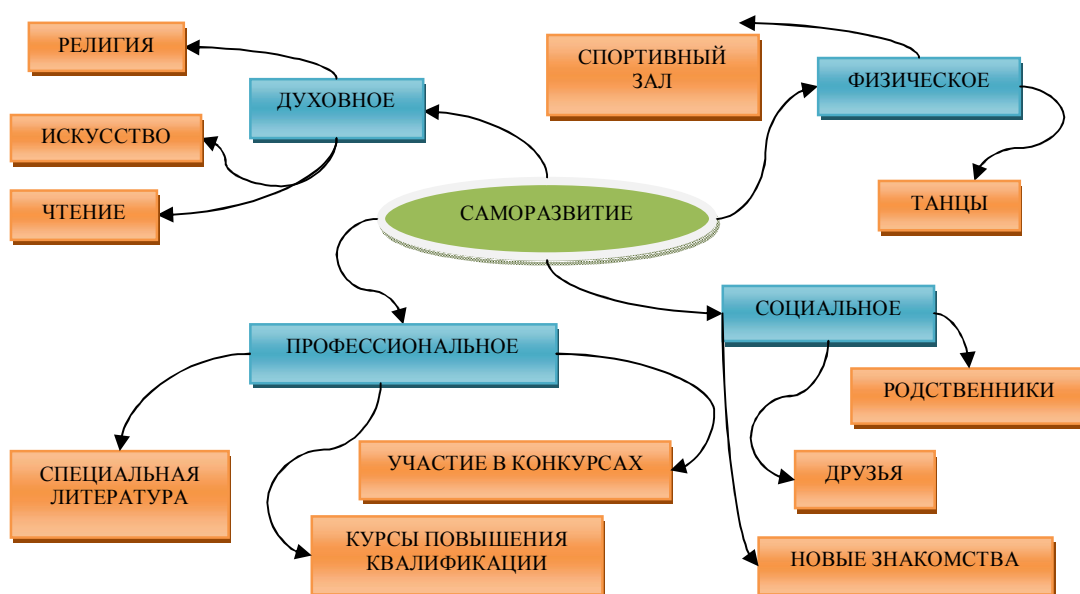 РЕЛИГИЯ
СПОРТИВНЫЙ
ЗАЛ
ФИЗИЧЕСКОЕ
ДУХОВНОЕ
ИСКУССТВО
ЧТЕНИЕ
САМОРАЗВИТИЕ
ТАНЦЫ
СОЦИАЛЬНОЕ
ПРОФЕССИОНАЛЬНОЕ
РОДСТВЕННИКИ
СПЕЦИАЛЬНАЯ
ЛИТЕРАТУРА
УЧАСТИЕ В КОНКУРСАХ
ДРУЗЬЯ
КУРСЫ ПОВЫШЕНИЯ
КВАЛИФИКАЦИИ
НОВЫЕ ЗНАКОМСТВА